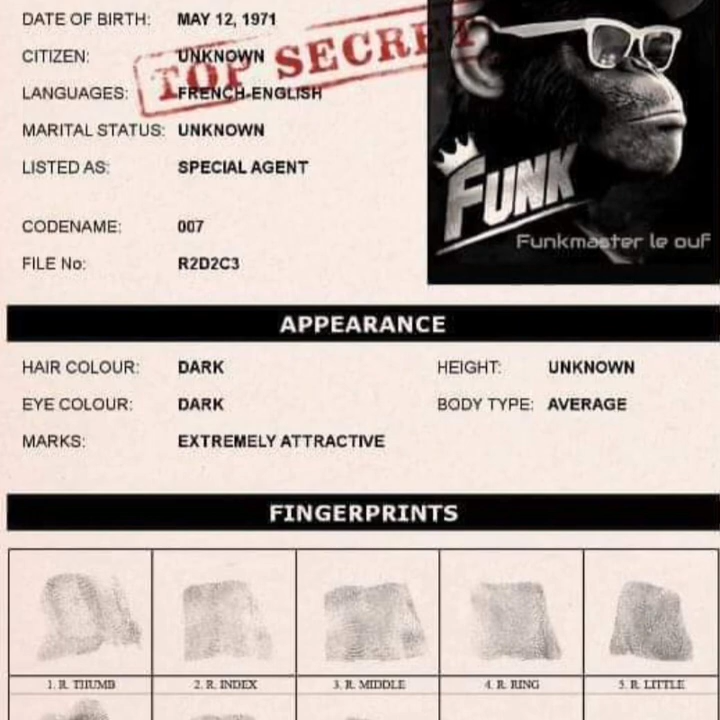 DATE OF BIRTH: MAY 12, 1971
CITIZEN: UNKNOWN
TOP SECRET
LANGUAGES: FRENCH-ENGLISH
MARITAL STATUS: UNKNOWN
LISTED AS: SPECIAL AGENT
FUNK
Funkmaster le ouf
CODENAME: 007
FILE No: R2D2C3
APPEARANCE
HAIR COLOUR: DARK HEIGHT: UNKNOWN
EYE COLOUR: DARK BODY TYPE: AVERAGE
MARKS: EXTREMELY ATTRACTIVE
FINGERPRINTS
1. R. THUMB 2. R. INDEX 3. R. MIDDLE 4. R. RING 5. R. LITTLE